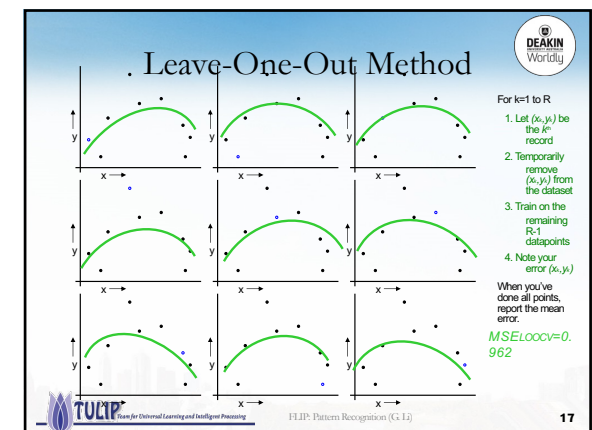 Leave-One-Out Method
DEAKIN
Worldly
y
x
y
x
y
x
y
x
y
x
y
x
y
x
y
y
For k=1 to R
1. Let (xₖ,yₖ) be
the kᵗʰ
record
2. Temporarily
remove
(xₖ,yₖ) from
the dataset
3. Train on the
remaining
R-1
datapoints
4. Note your
error (xₖ,yₖ)
When you've
done all points,
report the mean
error.
MSELOOCV=0.
962
TULIP Team for Universal Learning and Intelligent Processing
FLIP: Pattern Recognition (G. Li)
17